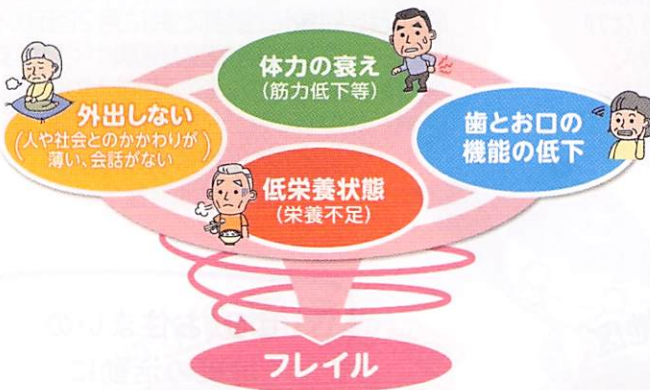 体力の衰え
(筋力低下等)
外出しない
(人や社会とのかかわりが
薄い、会話がない)
歯とお口の
機能の低下
低栄養状態
(栄養不足)
フレイル